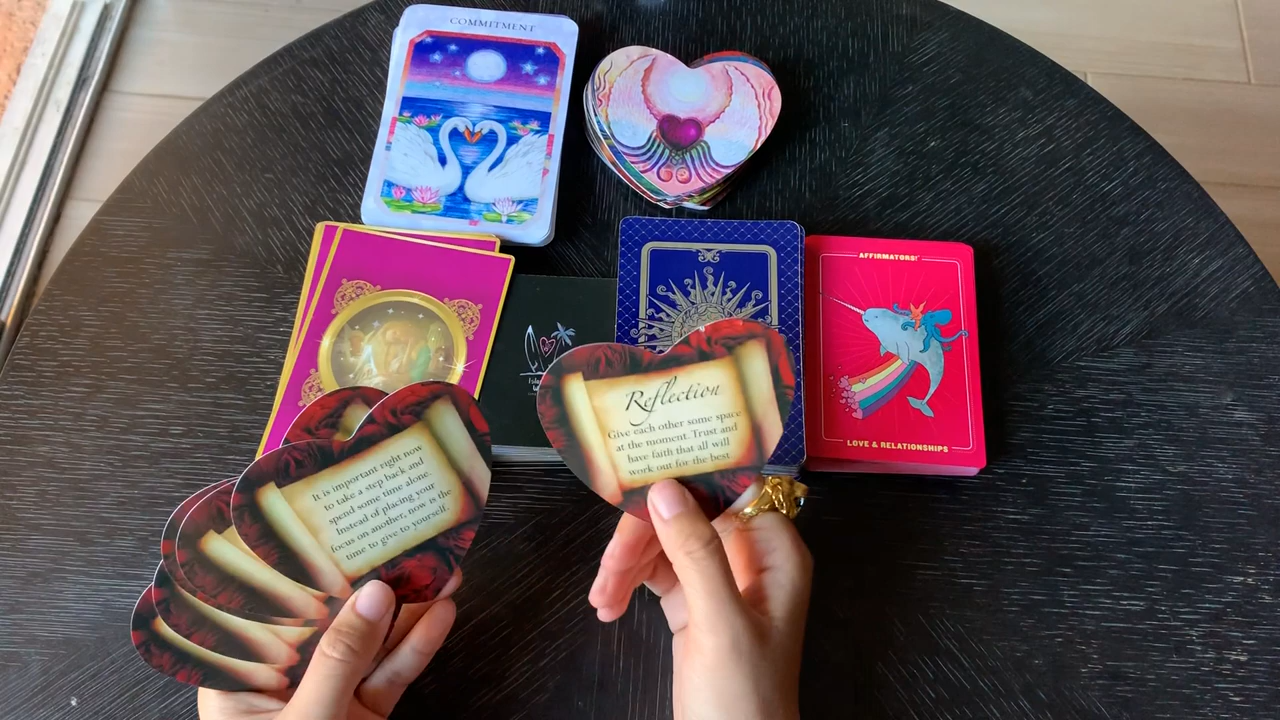 COMMITMENT
AFFIRMATORS!
LOVE & RELATIONSHIPS
Reflection
Give each other some space
at the moment. Trust and
have faith that all will
work out for the best
It is important right now
to take a step back and
spend some time alone.
Instead of placing your
focus on another, now is the
time to give to yourself.